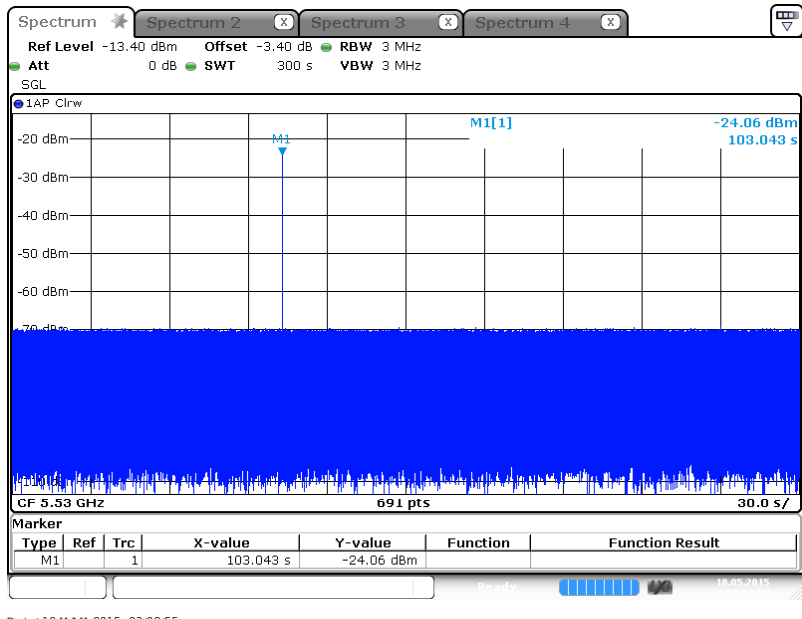 Spectrum Spectrum 2 X Spectrum 3 X Spectrum 4 X
Ref Level -13.40 dBm Offset -3.40 dB RBW 3 MHz
Att 0 dB SWT 300 s VBW 3 MHz
SGL
1AP Clrw
M1[1] -24.06 dBm
103.043 s
M1
-20 dBm
-30 dBm
-40 dBm
-50 dBm
-60 dBm
-70 dBm
CF 5.53 GHz 691 pts 30.0 s/
Marker
Type Ref Trc X-value Y-value Function Function Result
M1 1 103.043 s -24.06 dBm
Ready 18.05.2015